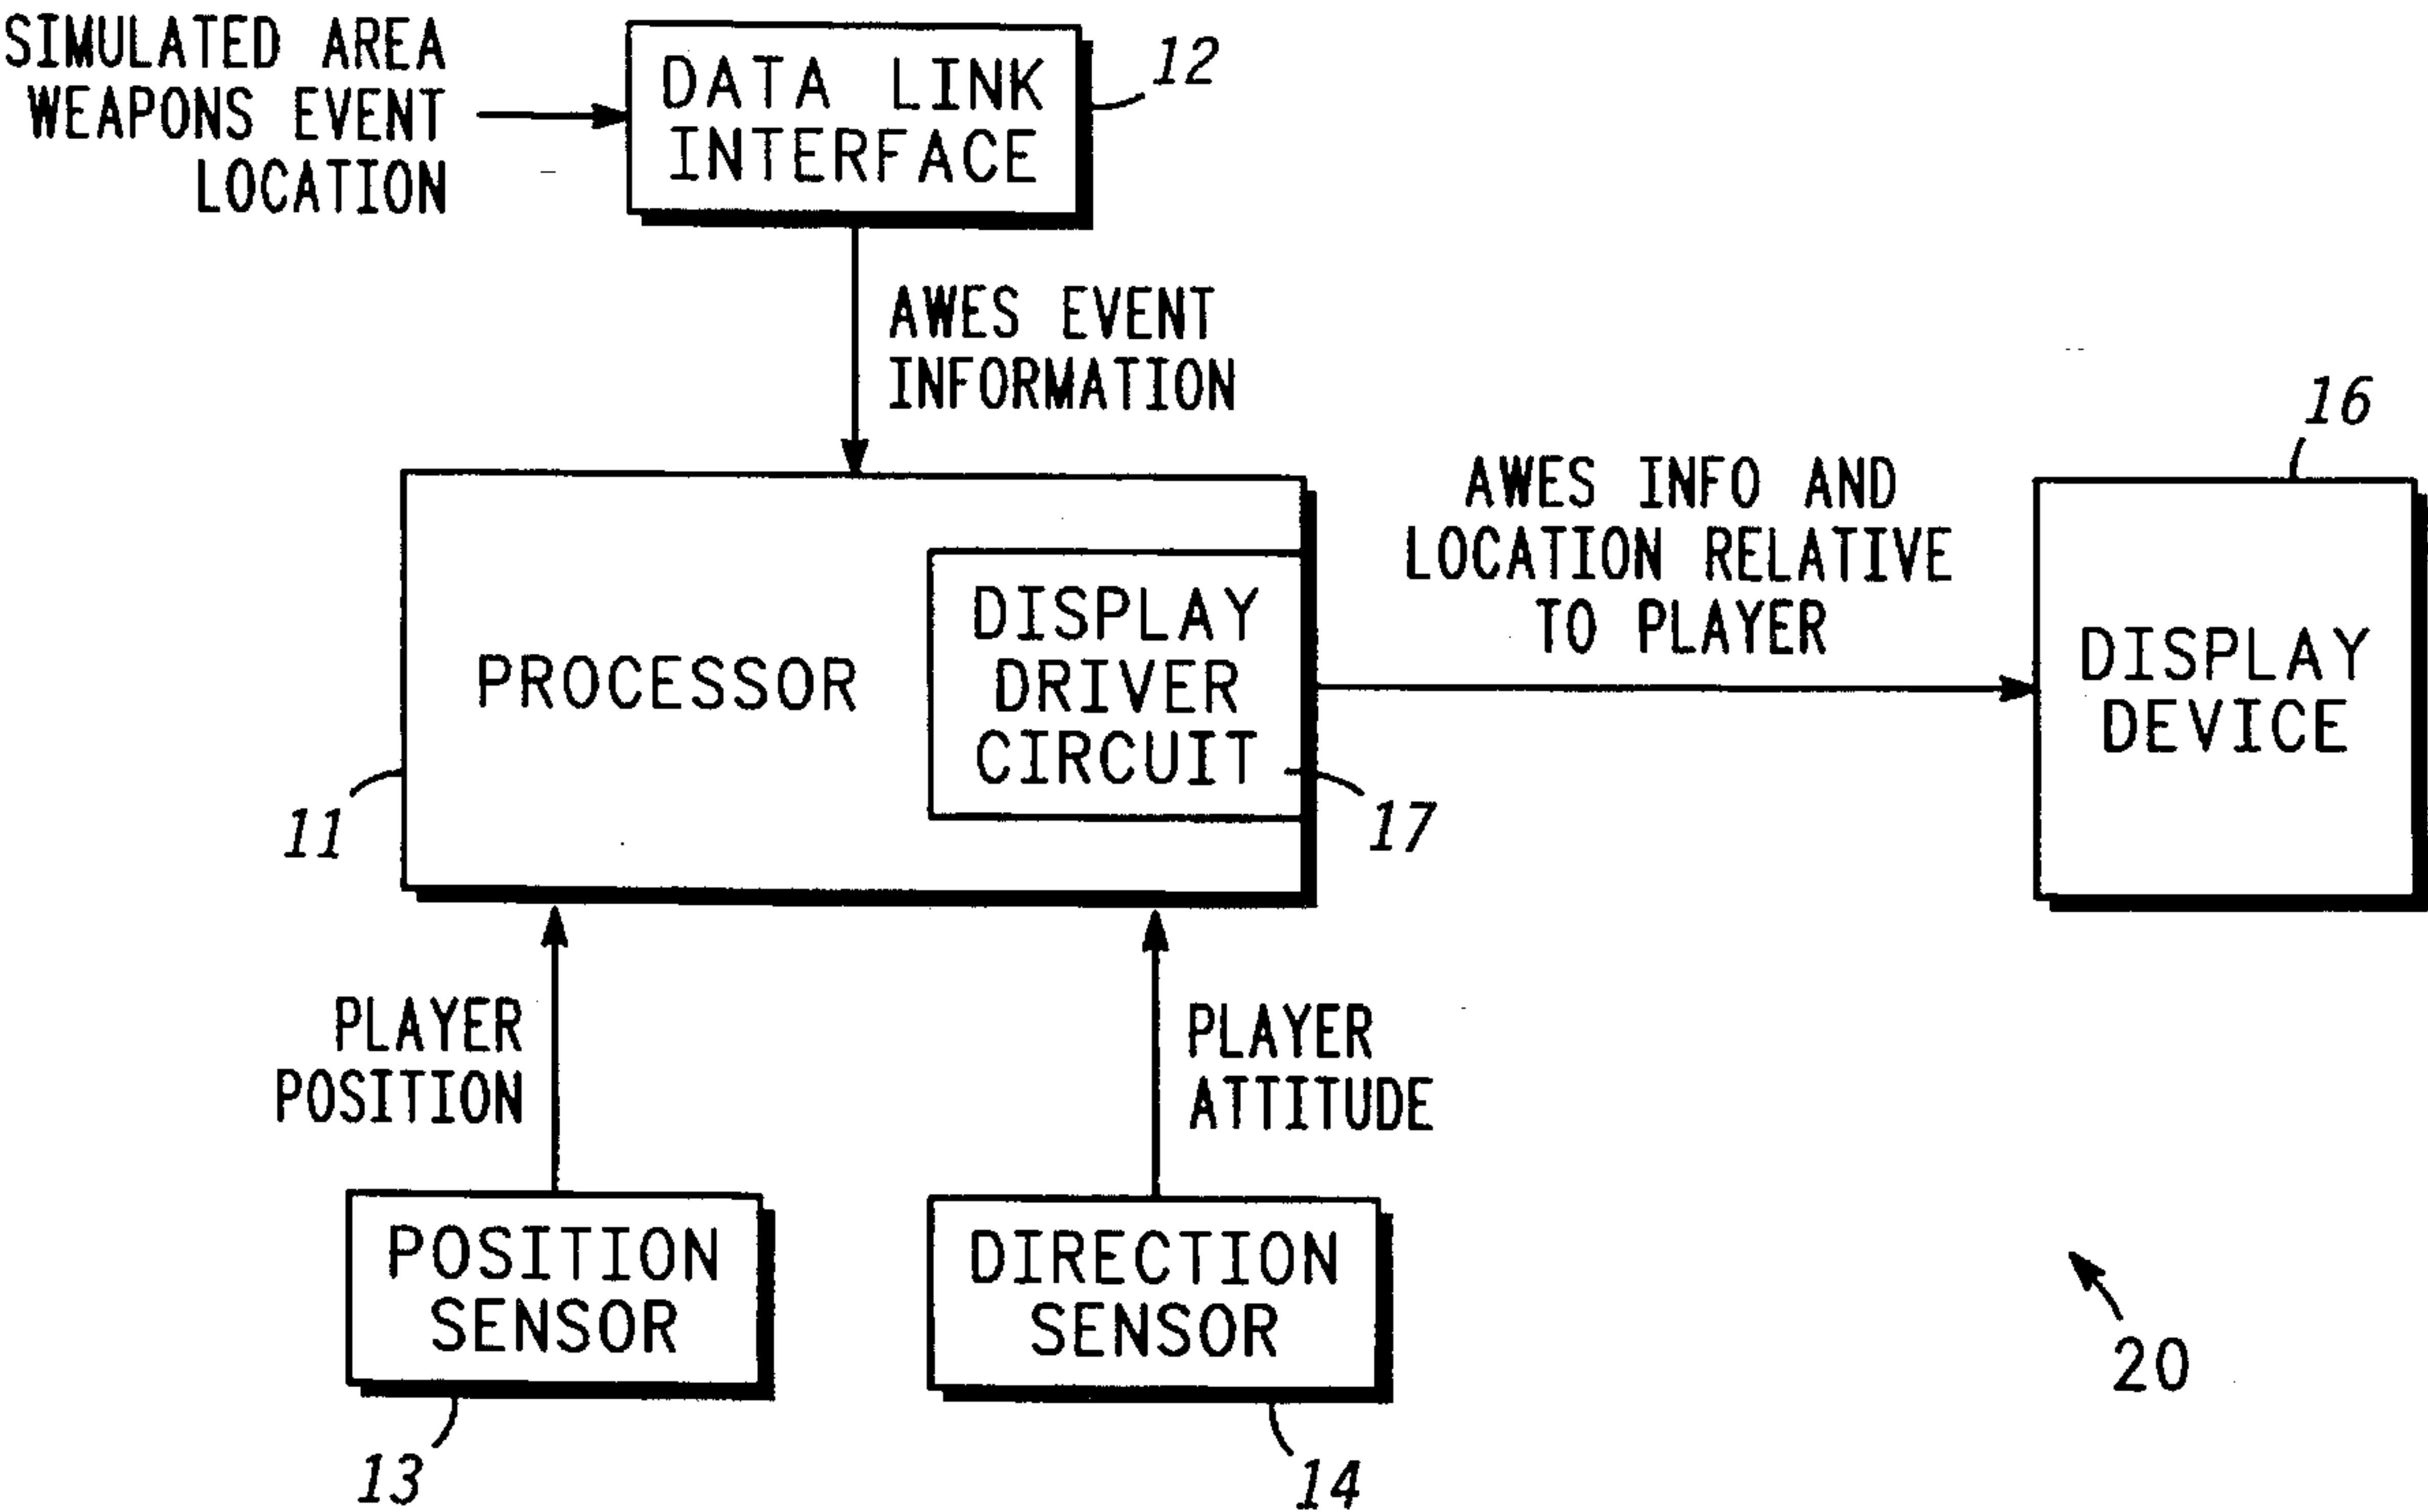 SIMULATED AREA
WEAPONS EVENT
LOCATION
DATA LINK
INTERFACE
12
AWES EVENT
INFORMATION
PROCESSOR
11
DISPLAY
DRIVER
CIRCUIT
17
AWES INFO AND
LOCATION RELATIVE
TO PLAYER
16
DISPLAY
DEVICE
PLAYER
POSITION
PLAYER
ATTITUDE
POSITION
SENSOR
13
DIRECTION
SENSOR
14
20